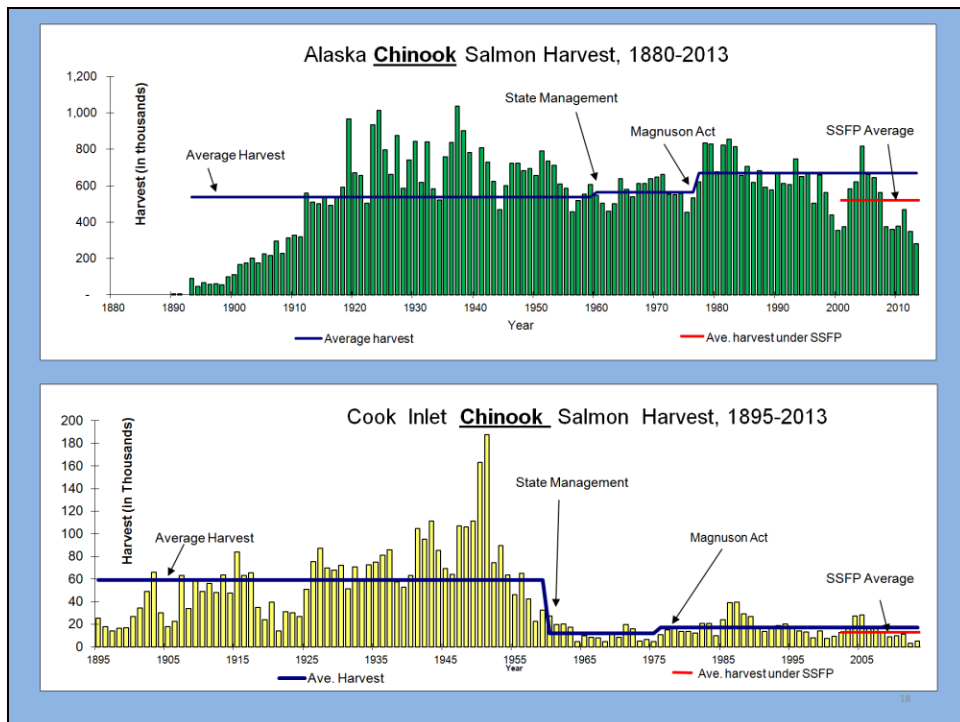 Alaska Chinook Salmon Harvest, 1880-2013
Harvest (in thousands)
1,200
1,000
800
600
400
200
-
Average Harvest
State Management
Magnuson Act
SSFP Average
1880 1890 1900 1910 1920 1930 1940 1950 1960 1970 1980 1990 2000 2010
Year
Average harvest
Ave. harvest under SSFP
Cook Inlet Chinook Salmon Harvest, 1895-2013
Harvest (in Thousands)
200
180
160
140
120
100
80
60
40
20
0
Average Harvest
State Management
Magnuson Act
SSFP Average
1895 1905 1915 1925 1935 1945 1955 1965 1975 1985 1995 2005
Year
Ave. Harvest
Ave. harvest under SSFP
18